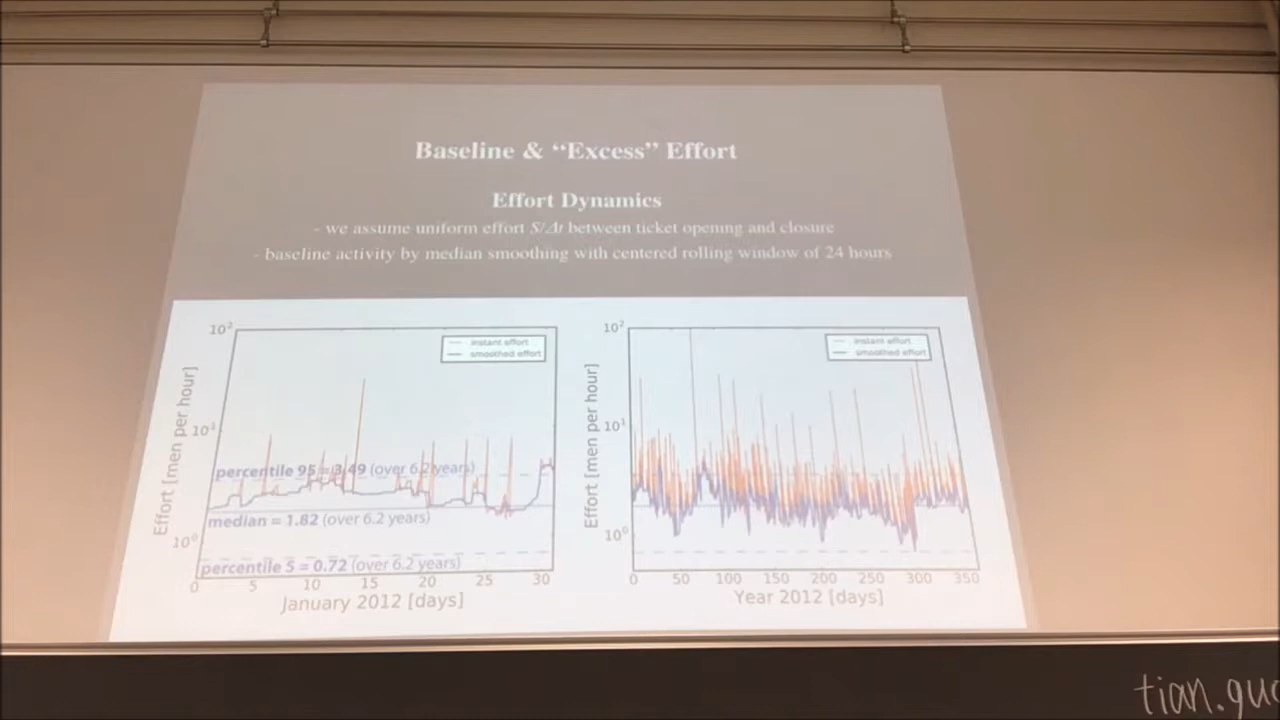 Baseline & “Excess” Effort
Effort Dynamics
- we assume uniform effort S/Δt between ticket opening and closure
- baseline activity by median smoothing with centered rolling window of 24 hours
10²
10¹
10⁰
Effort [men per hour]
instant effort
smoothed effort
percentile 95 = 3.49 (over 6.2 years)
median = 1.82 (over 6.2 years)
percentile 5 = 0.72 (over 6.2 years)
0 5 10 15 20 25 30
January 2012 [days]
10²
10¹
10⁰
Effort [men per hour]
instant effort
smoothed effort
0 50 100 150 200 250 300 350
Year 2012 [days]
tian.guo